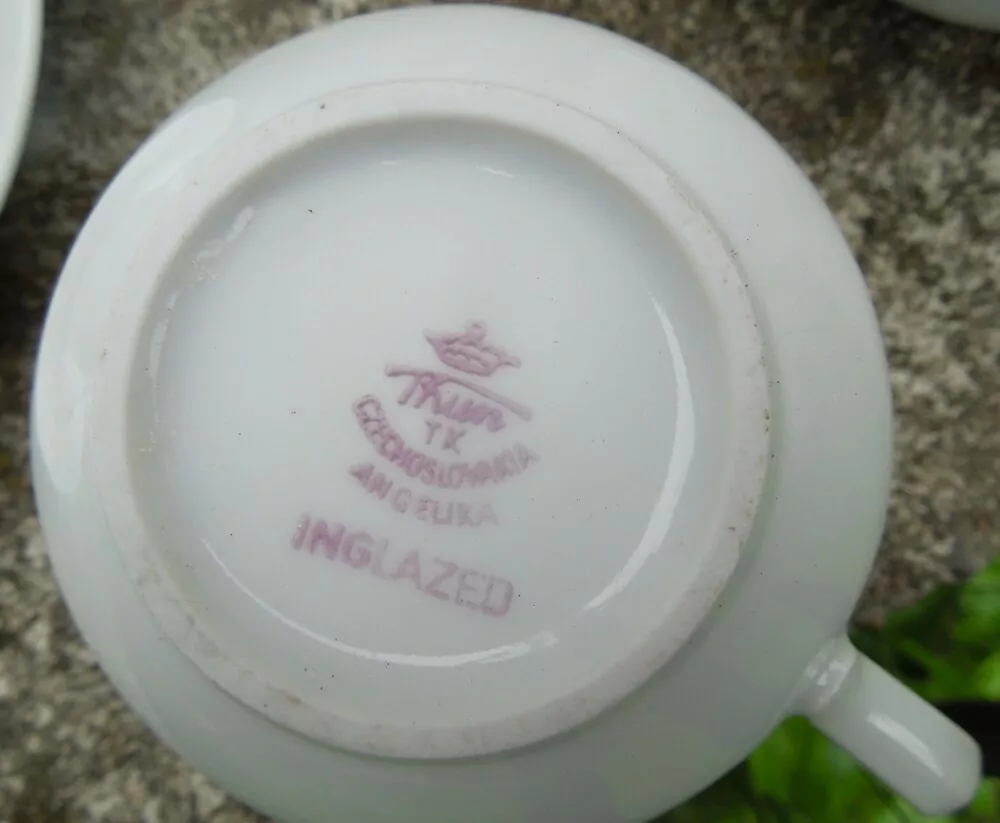 Thun
TK
CZECHOSLOVAKIA
ANGELIKA
INGLAZED